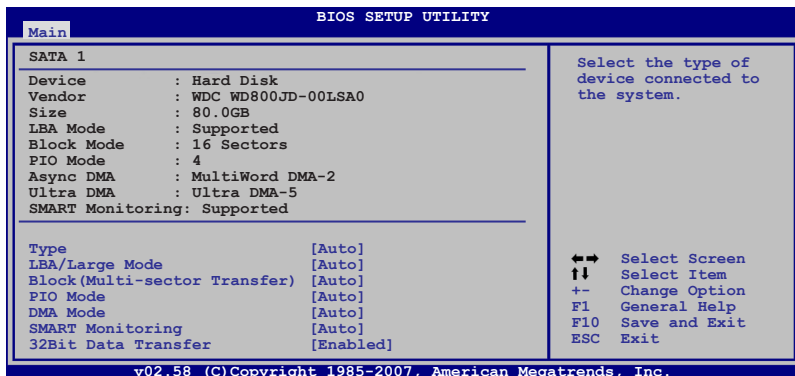 BIOS SETUP UTILITY
Main
SATA 1
Device : Hard Disk
Vendor : WDC WD800JD-00LSA0
Size : 80.0GB
LBA Mode : Supported
Block Mode : 16 Sectors
PIO Mode : 4
Async DMA : MultiWord DMA-2
Ultra DMA : Ultra DMA-5
SMART Monitoring: Supported
Type [Auto]
LBA/Large Mode [Auto]
Block(Multi-sector Transfer) [Auto]
PIO Mode [Auto]
DMA Mode [Auto]
SMART Monitoring [Auto]
32Bit Data Transfer [Enabled]
Select the type of
device connected to
the system.
←→ Select Screen
↑↓ Select Item
+- Change Option
F1 General Help
F10 Save and Exit
ESC Exit
v02.58 (C)Copyright 1985-2007, American Megatrends, Inc.